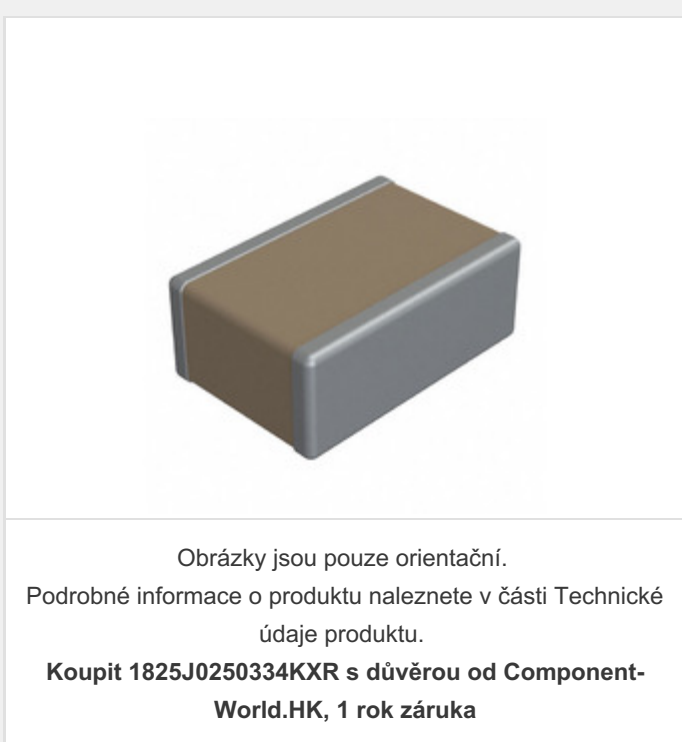 Obrázky jsou pouze orientační.
Podrobné informace o produktu naleznete v části Technické
údaje produktu.
Koupit 1825J0250334KXR s důvěrou od Component-
World.HK, 1 rok záruka